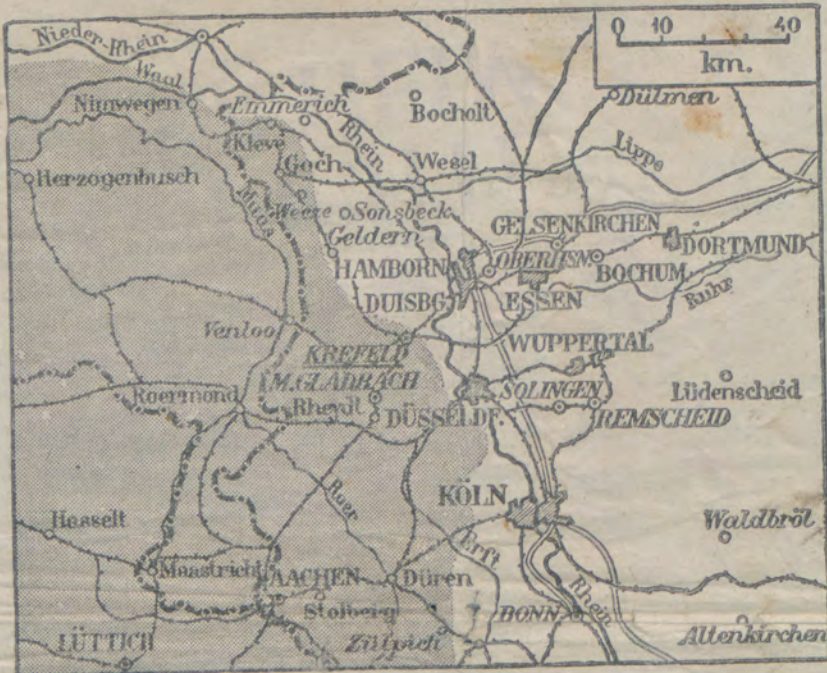 0 10 40
km.
Nieder-Rhein
Waal
Nimwegen
Emmerich
Rhein
Bocholt
Dülmen
Kleve
Goch
Wesel
Lippe
Herzogenbusch
Maas
Weeze
Sonsbeck
Geldern
GELSENKIRCHEN
HAMBORN
OBERHSN
BOCHUM
DORTMUND
DUISBG
ESSEN
Ruhr
Venloo
KREFELD
WUPPERTAL
M.GLADBACH
SOLINGEN
Lüdenscheid
Roermond
Rheydt
DÜSSELDF.
REMSCHEID
Roer
KÖLN
Hasselt
Erft
Waldbröl
Maastricht
AACHEN
Düren
Stolberg
BONN
Rhein
LÜTTICH
Zülpich
Altenkirchen